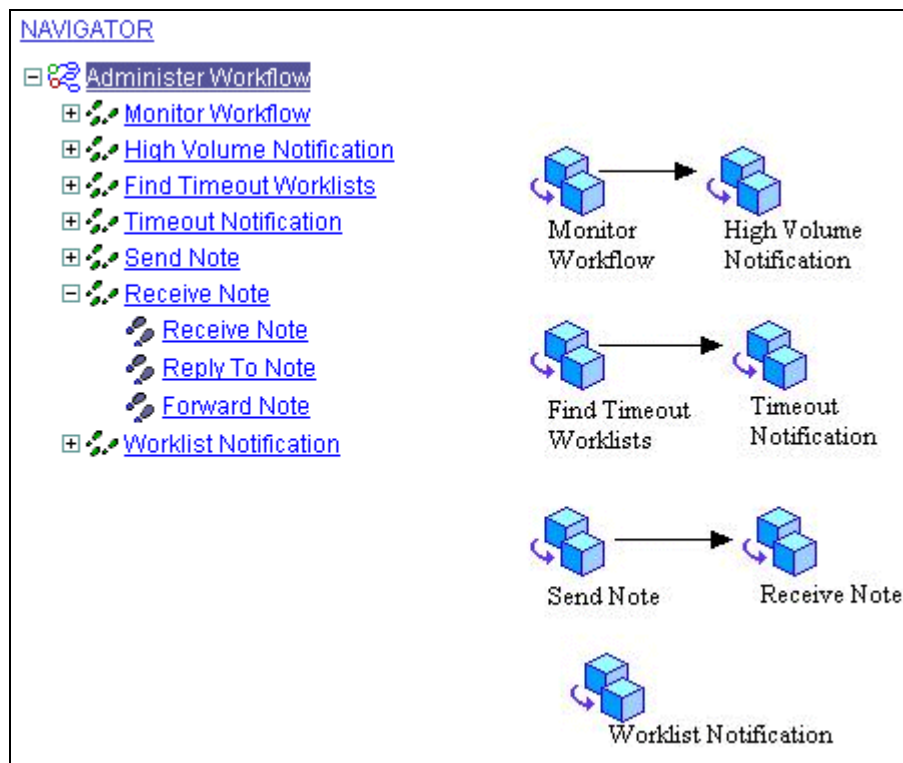 NAVIGATOR
Administer Workflow
Monitor Workflow
High Volume Notification
Find Timeout Worklists
Timeout Notification
Send Note
Receive Note
Receive Note
Reply To Note
Forward Note
Worklist Notification
Monitor
Workflow
High Volume
Notification
Find Timeout
Worklists
Timeout
Notification
Send Note
Receive Note
Worklist Notification